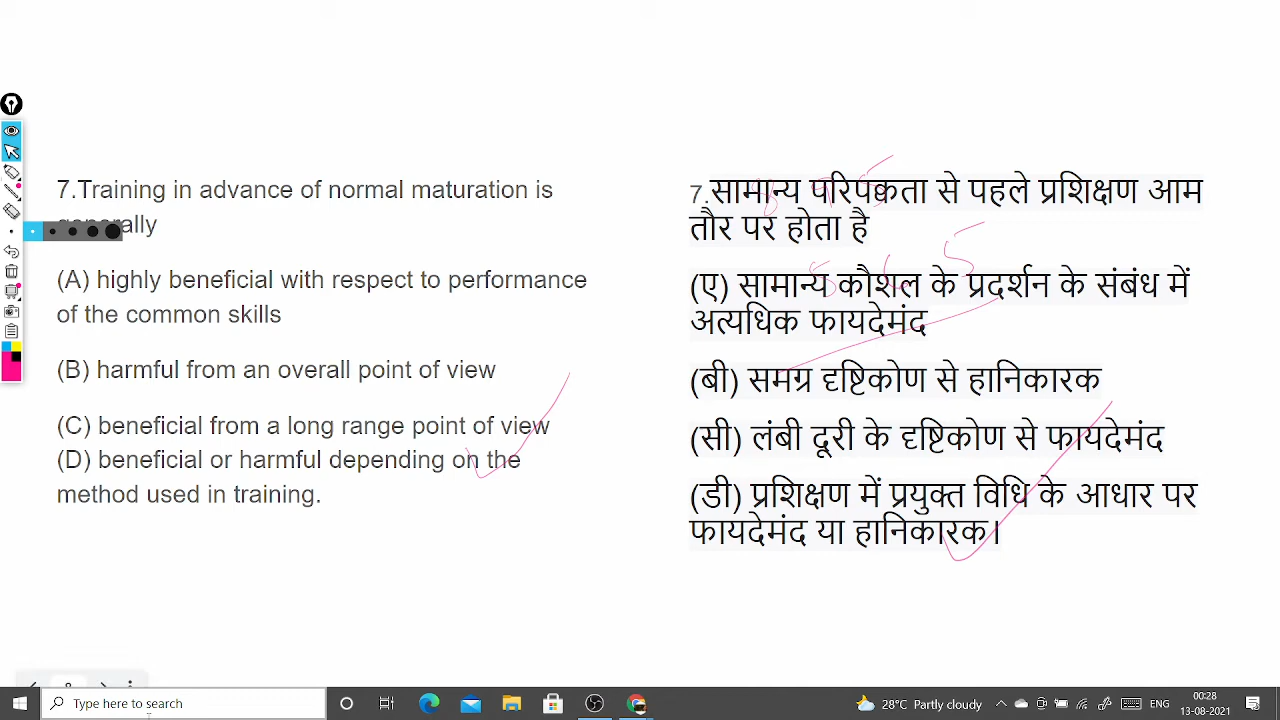 7.Training in advance of normal maturation is
generally
(A) highly beneficial with respect to performance
of the common skills
(B) harmful from an overall point of view
(C) beneficial from a long range point of view
(D) beneficial or harmful depending on the
method used in training.
7.सामान्य परिपक्वता से पहले प्रशिक्षण आम
तौर पर होता है
(ए) सामान्य कौशल के प्रदर्शन के संबंध में
अत्यधिक फायदेमंद
(बी) समग्र दृष्टिकोण से हानिकारक
(सी) लंबी दूरी के दृष्टिकोण से फायदेमंद
(डी) प्रशिक्षण में प्रयुक्त विधि के आधार पर
फायदेमंद या हानिकारक।
Type here to search
28°C Partly cloudy
ENG
00:28
13-08-2021